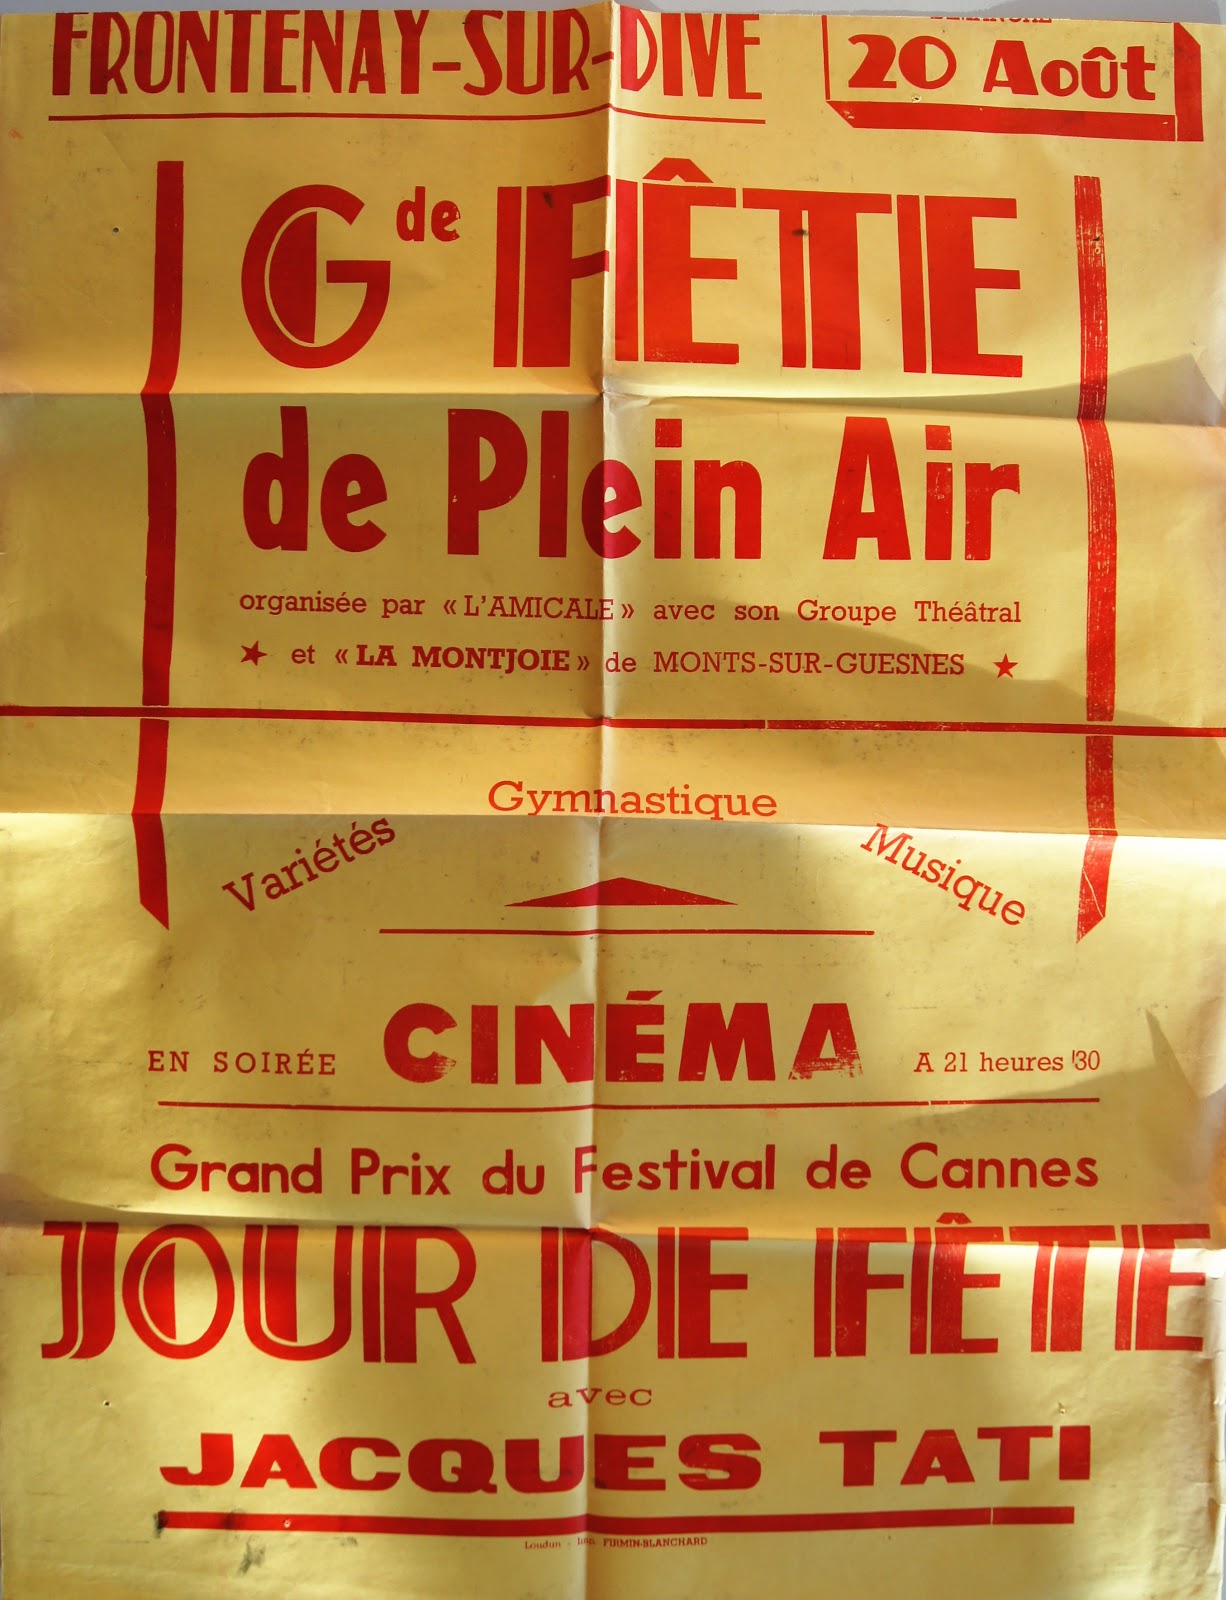 FRONTENAY-SUR-DIVE
DIMANCHE
20 Août
Gde FÊTE
de Plein Air
organisée par « L'AMICALE » avec son Groupe Théâtral
★ et « LA MONTJOIE » de MONTS-SUR-GUESNES ★
Variétés
Gymnastique
Musique
EN SOIRÉE CINÉMA A 21 heures '30
Grand Prix du Festival de Cannes
JOUR DE FÊTE
avec
JACQUES TATI
Loudun - Imp. FIRMIN-BLANCHARD